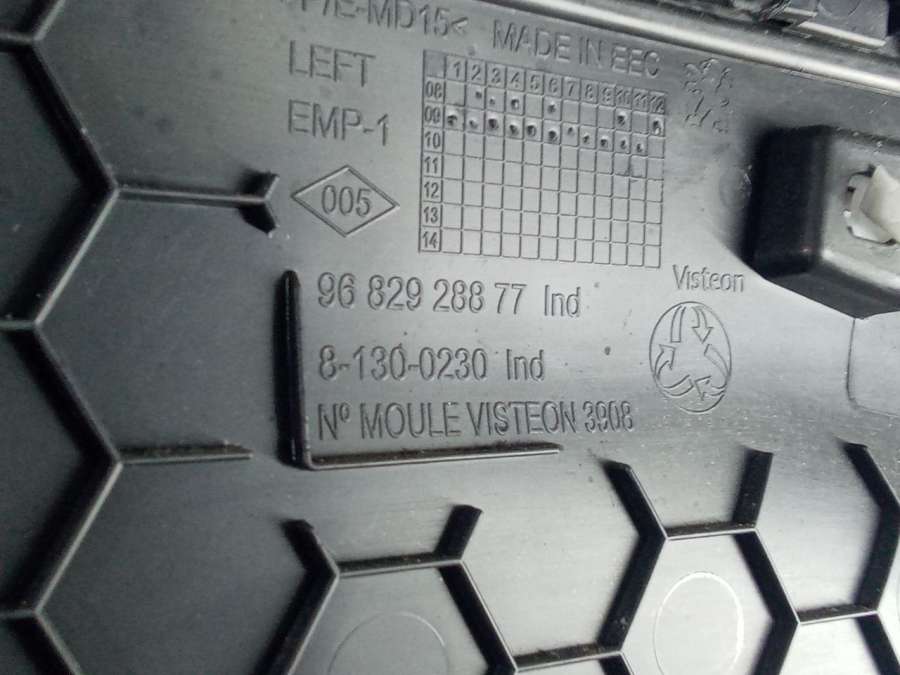 P/E-MD15< MADE IN EEC
LEFT
EMP-1
005
1 2 3 4 5 6 7 8 9 10 11 12
08
09
10
11
12
13
14
96 829 288 77 Ind
Visteon
8-130-0230 Ind
Nº MOULE VISTEON 3908